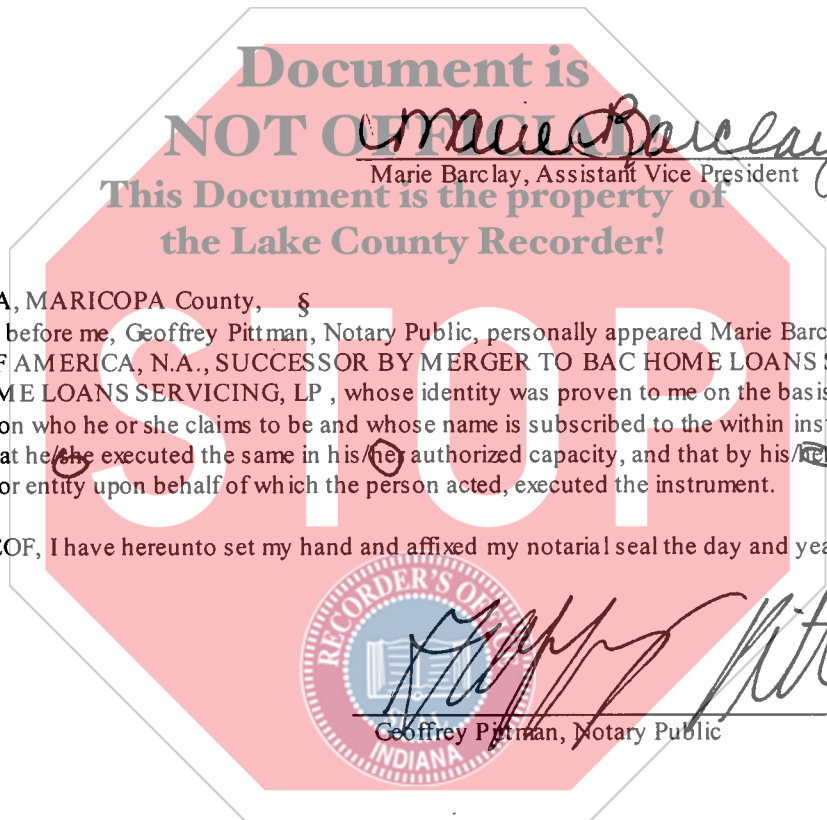 Document is
NOT OFFICIAL!
Marie Barclay
Marie Barclay, Assistant Vice President
This Document is the property of
the Lake County Recorder!
A, MARICOPA County, §
before me, Geoffrey Pittman, Notary Public, personally appeared Marie Barc
F AMERICA, N.A., SUCCESSOR BY MERGER TO BAC HOME LOANS S
ME LOANS SERVICING, LP , whose identity was proven to me on the basis
on who he or she claims to be and whose name is subscribed to the within ins
at he/she executed the same in his/her authorized capacity, and that by his/her
or entity upon behalf of which the person acted, executed the instrument.
OF, I have hereunto set my hand and affixed my notarial seal the day and yea
STOP
RECORDER'S OFFICE
INDIANA
Geoffrey Pittman, Notary Public